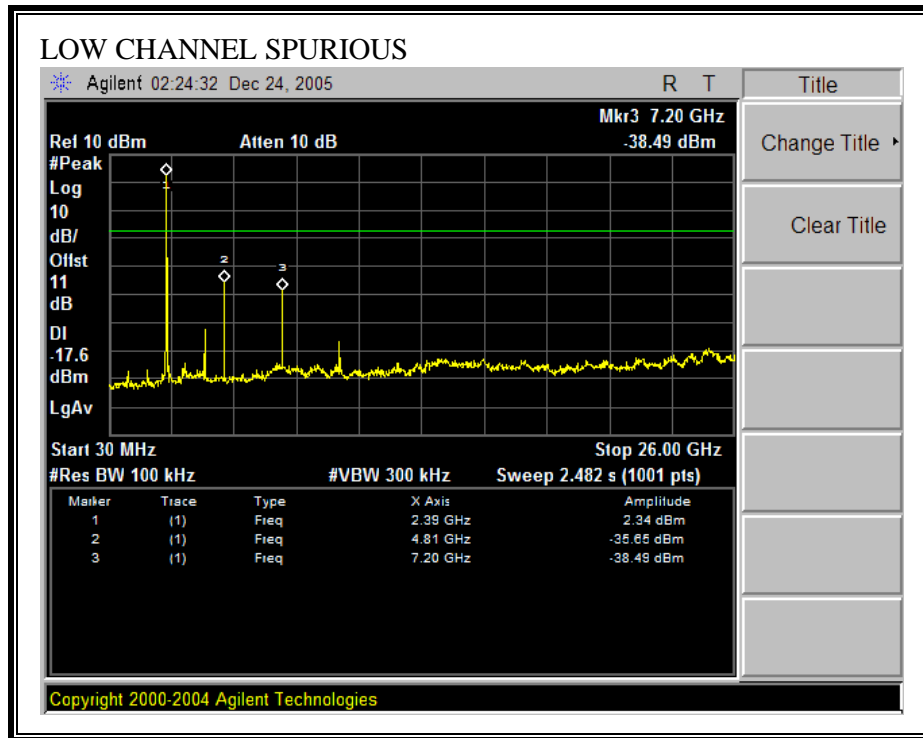 LOW CHANNEL SPURIOUS
Agilent 02:24:32 Dec 24, 2005 R T
Title
Mkr3 7.20 GHz
Ref 10 dBm Atten 10 dB -38.49 dBm
Change Title
#Peak
Log
10
dB/
Offst
11
dB
DI
-17.6
dBm
LgAv
1
2
3
Clear Title
Start 30 MHz Stop 26.00 GHz
#Res BW 100 kHz #VBW 300 kHz Sweep 2.482 s (1001 pts)
Marker Trace Type X Axis Amplitude
1 (1) Freq 2.39 GHz 2.34 dBm
2 (1) Freq 4.81 GHz -35.65 dBm
3 (1) Freq 7.20 GHz -38.49 dBm
Copyright 2000-2004 Agilent Technologies